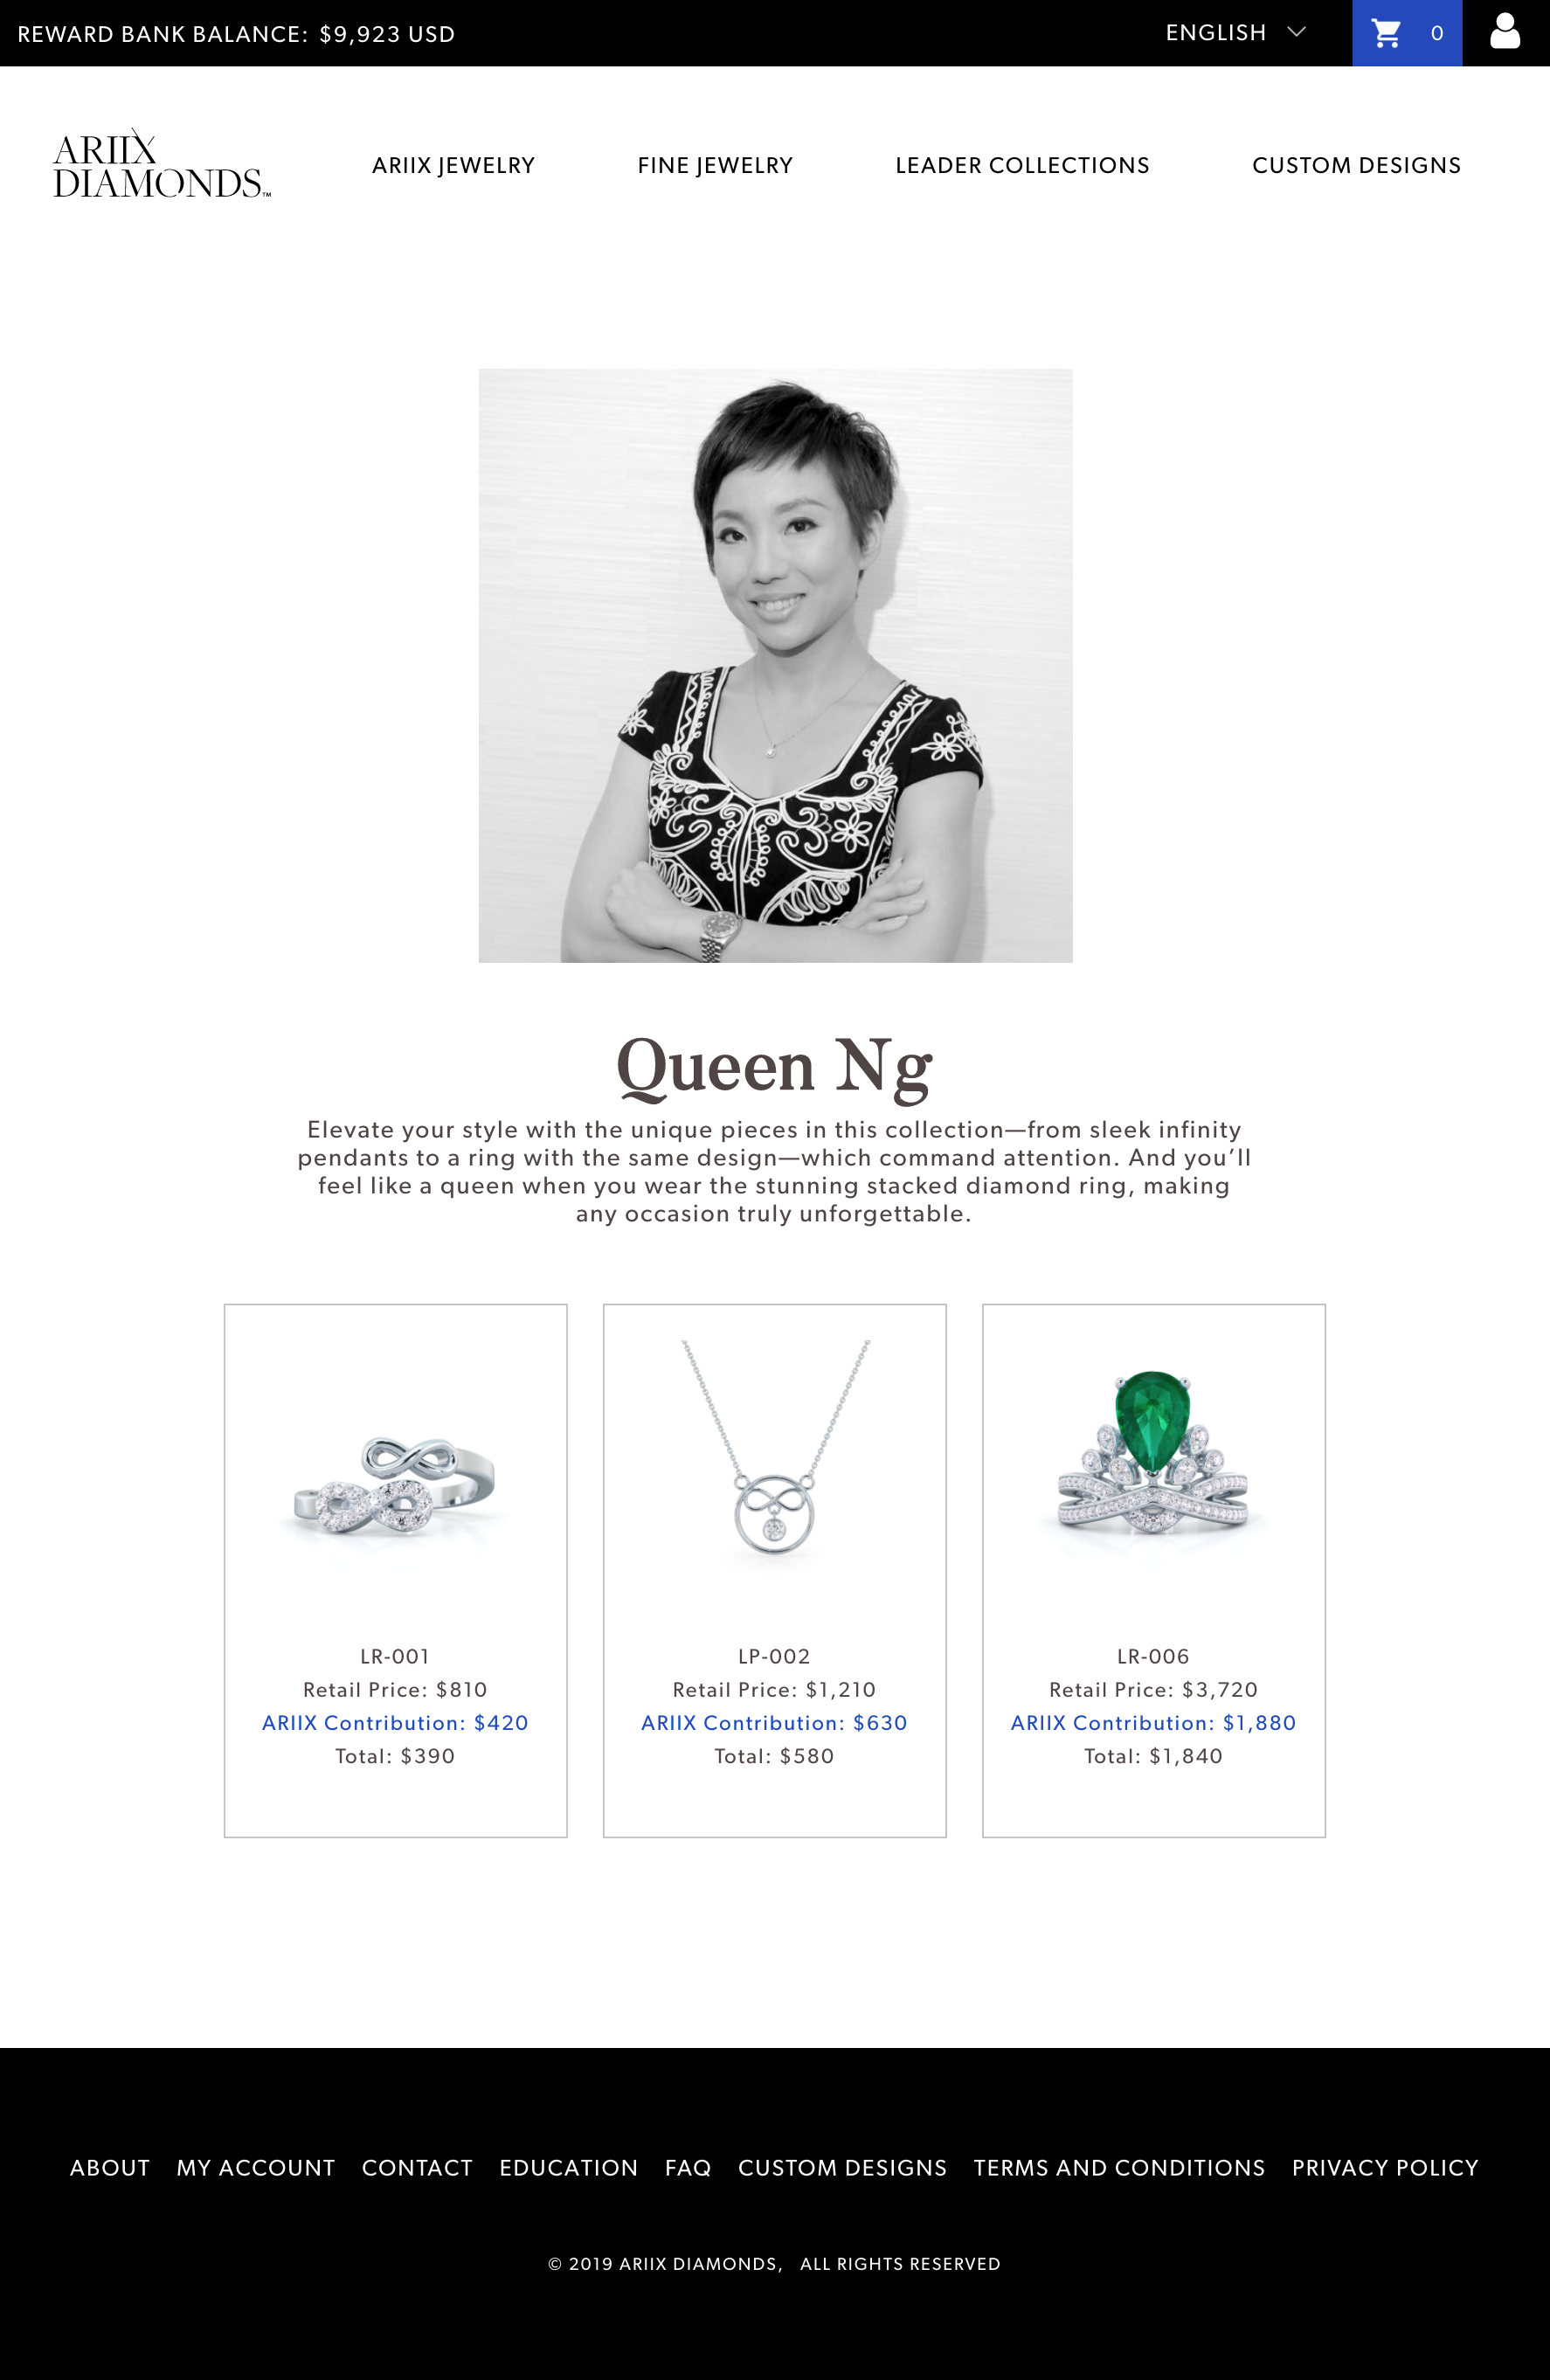 REWARD BANK BALANCE: $9,923 USD
ENGLISH
0
ARIIX
DIAMONDS.™
ARIIX JEWELRY
FINE JEWELRY
LEADER COLLECTIONS
CUSTOM DESIGNS
Queen Ng
Elevate your style with the unique pieces in this collection—from sleek infinity
pendants to a ring with the same design—which command attention. And you’ll
feel like a queen when you wear the stunning stacked diamond ring, making
any occasion truly unforgettable.
LR-001
Retail Price: $810
ARIIX Contribution: $420
Total: $390
LP-002
Retail Price: $1,210
ARIIX Contribution: $630
Total: $580
LR-006
Retail Price: $3,720
ARIIX Contribution: $1,880
Total: $1,840
ABOUT MY ACCOUNT CONTACT EDUCATION FAQ CUSTOM DESIGNS TERMS AND CONDITIONS PRIVACY POLICY
© 2019 ARIIX DIAMONDS, ALL RIGHTS RESERVED